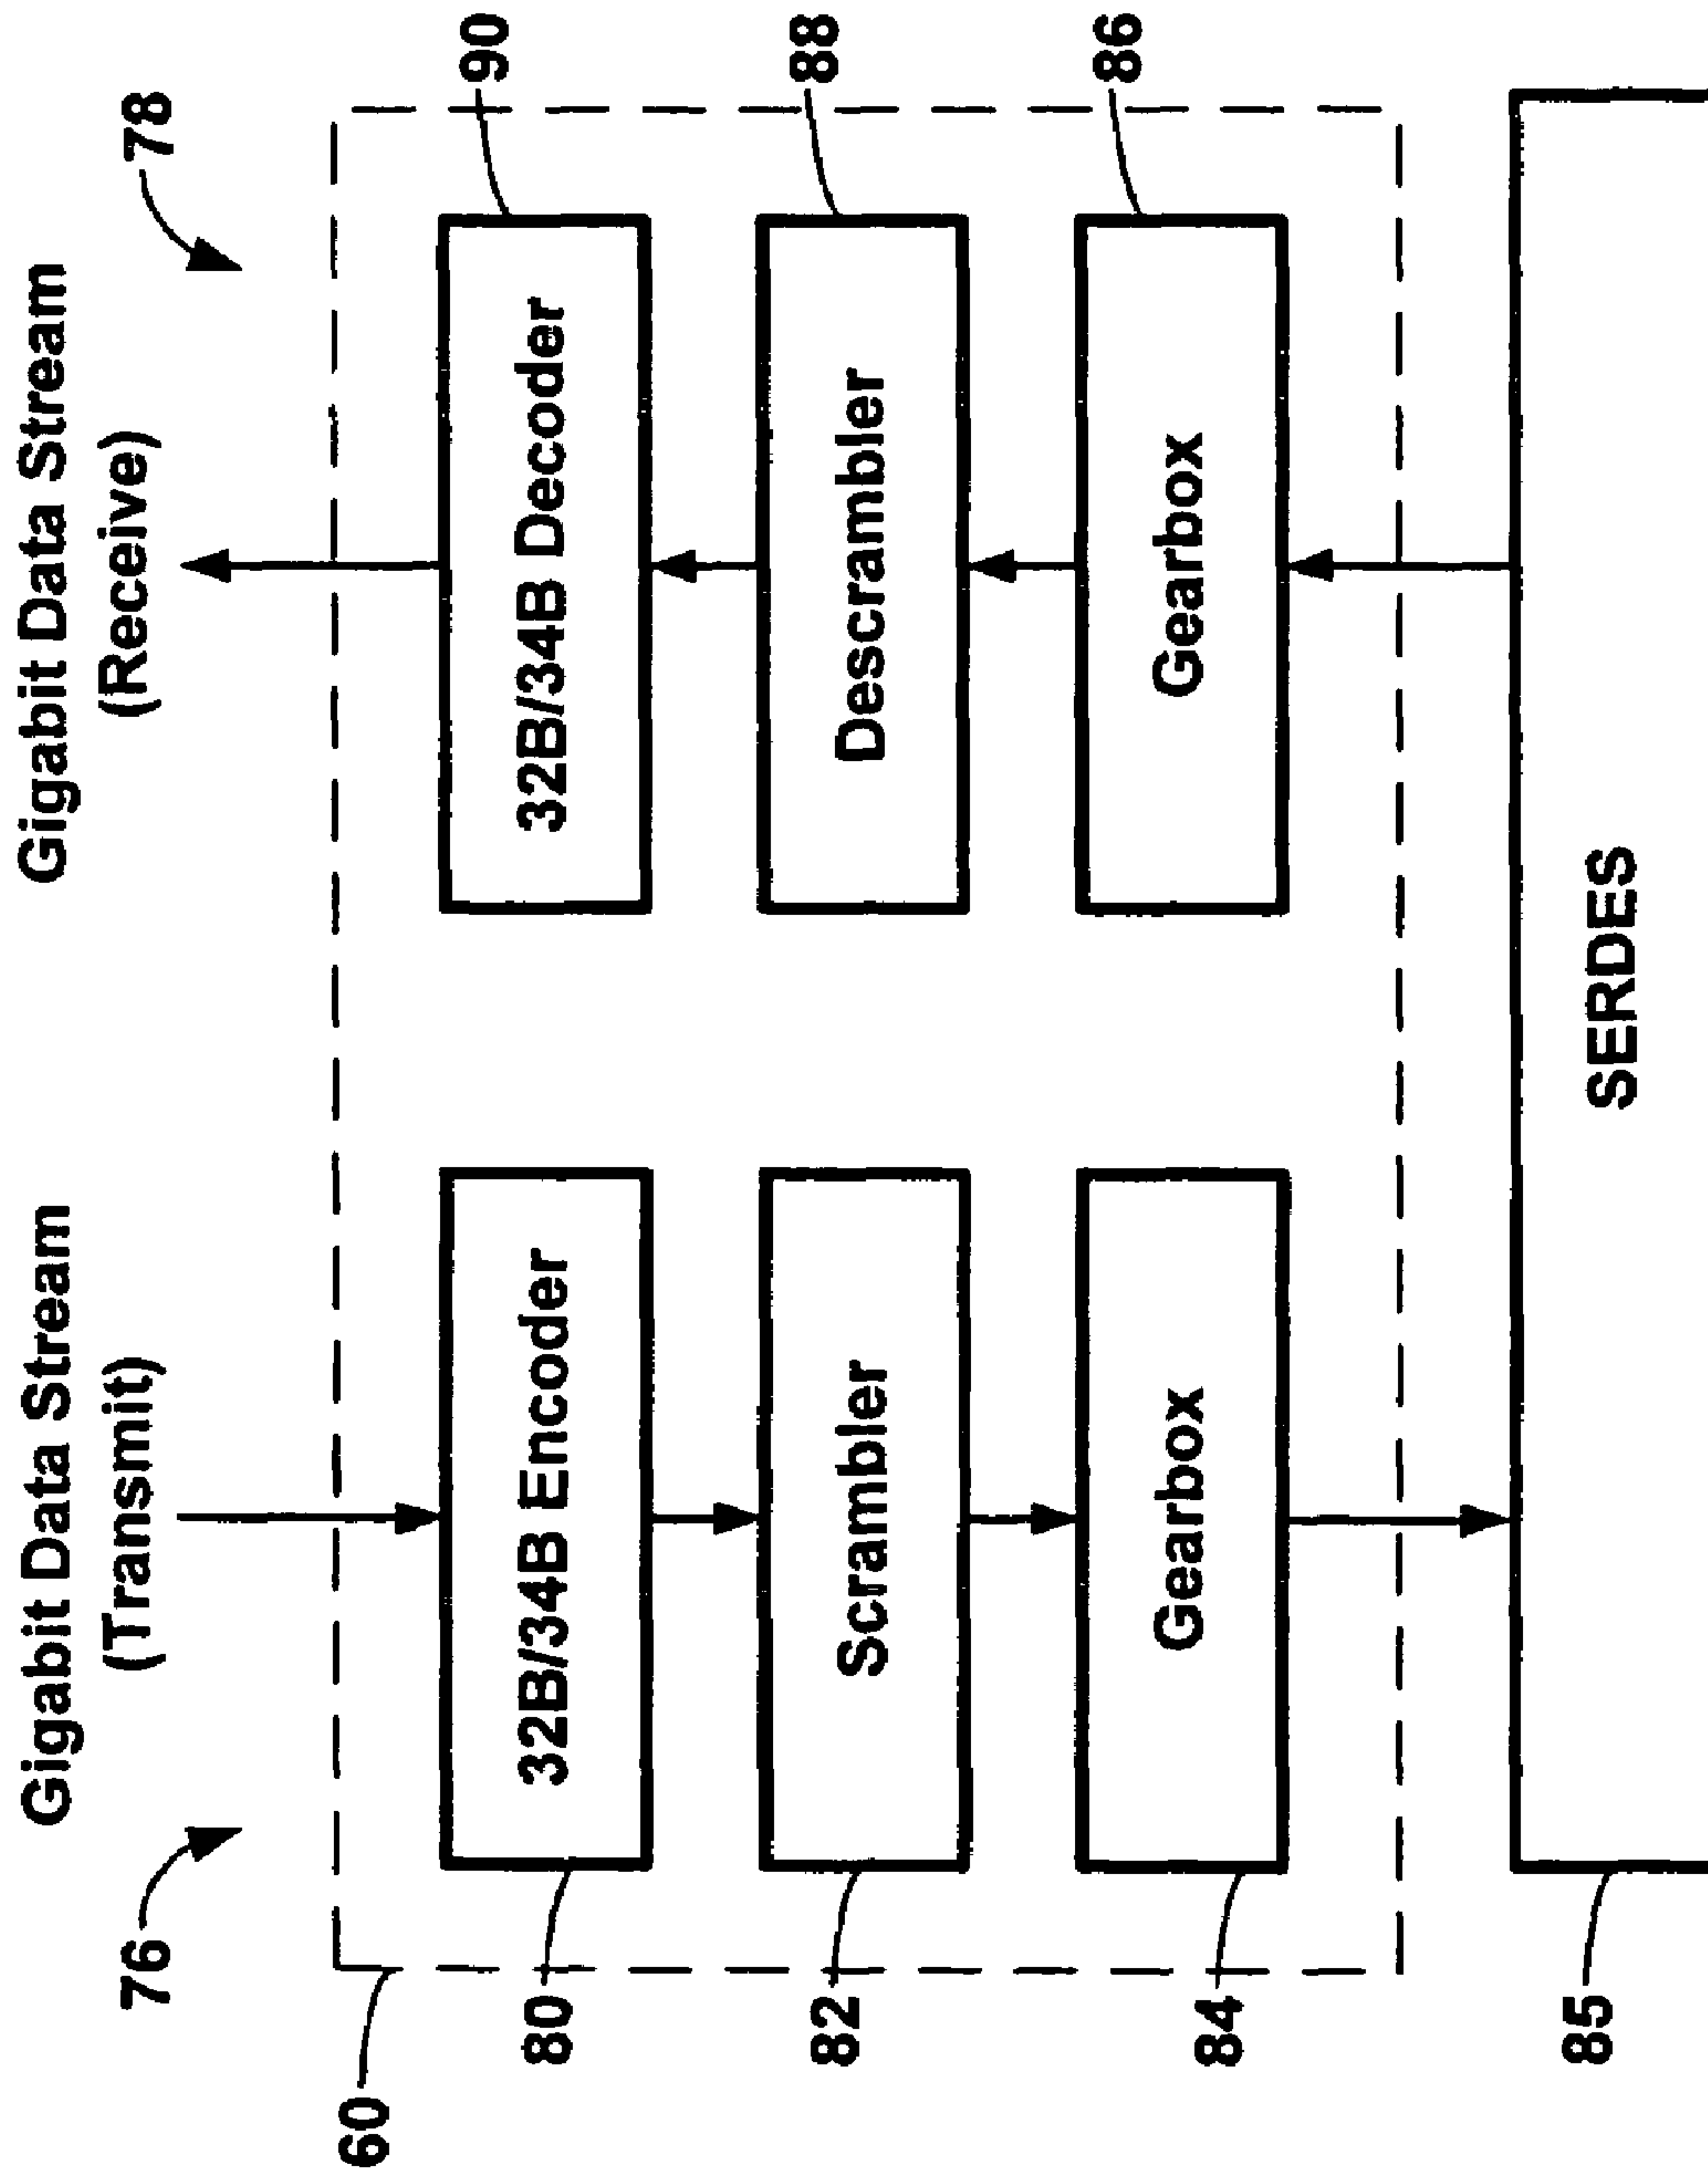 Gigabit Data Stream
(Transmit)
Gigabit Data Stream
(Receive)
76
78
60
80
32B/34B Encoder
32B/34B Decoder
90
82
Scrambler
Descrambler
88
84
Gearbox
Gearbox
86
85
SERDES